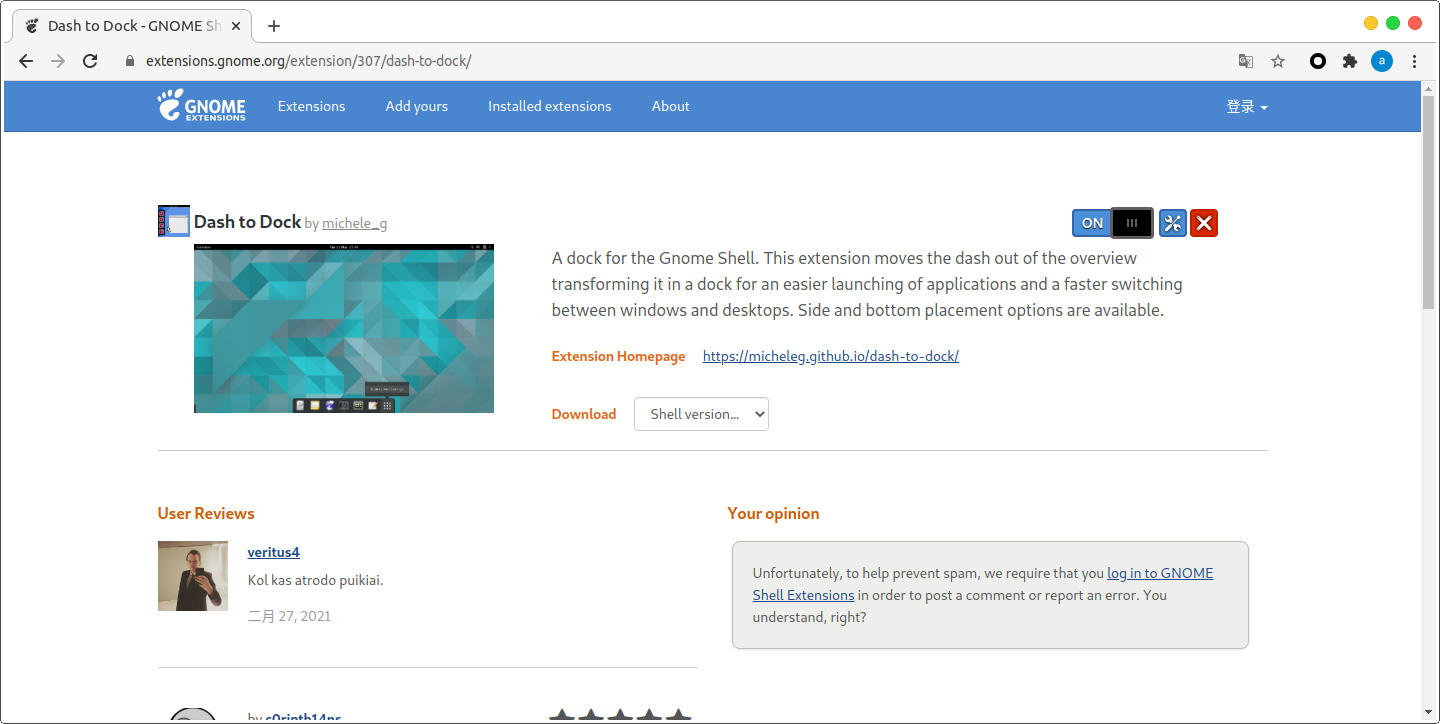 Dash to Dock - GNOME Sh
extensions.gnome.org/extension/307/dash-to-dock/
a
GNOME
EXTENSIONS
Extensions
Add yours
Installed extensions
About
登录
Dash to Dock by michele_g
ON
A dock for the Gnome Shell. This extension moves the dash out of the overview
transforming it in a dock for an easier launching of applications and a faster switching
between windows and desktops. Side and bottom placement options are available.
Extension Homepage https://micheleg.github.io/dash-to-dock/
Download Shell version...
User Reviews
veritus4
Kol kas atrodo puikiai.
二月 27, 2021
by c0rinth14ns
Your opinion
Unfortunately, to help prevent spam, we require that you log in to GNOME
Shell Extensions in order to post a comment or report an error. You
understand, right?